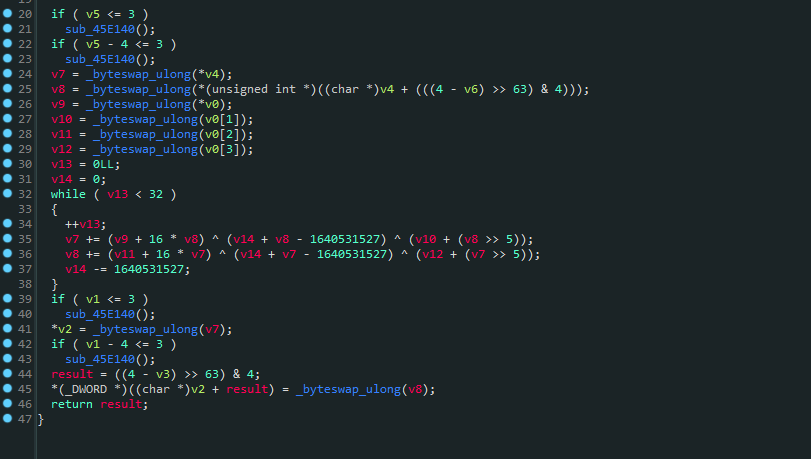 20 if ( v5 <= 3 )
21 sub_45E140();
22 if ( v5 - 4 <= 3 )
23 sub_45E140();
24 v7 = _byteswap_ulong(*v4);
25 v8 = _byteswap_ulong(*(unsigned int *)((char *)v4 + (((4 - v6) >> 63) & 4)));
26 v9 = _byteswap_ulong(*v0);
27 v10 = _byteswap_ulong(v0[1]);
28 v11 = _byteswap_ulong(v0[2]);
29 v12 = _byteswap_ulong(v0[3]);
30 v13 = 0LL;
31 v14 = 0;
32 while ( v13 < 32 )
33 {
34 ++v13;
35 v7 += (v9 + 16 * v8) ^ (v14 + v8 - 1640531527) ^ (v10 + (v8 >> 5));
36 v8 += (v11 + 16 * v7) ^ (v14 + v7 - 1640531527) ^ (v12 + (v7 >> 5));
37 v14 -= 1640531527;
38 }
39 if ( v1 <= 3 )
40 sub_45E140();
41 *v2 = _byteswap_ulong(v7);
42 if ( v1 - 4 <= 3 )
43 sub_45E140();
44 result = ((4 - v3) >> 63) & 4;
45 *(_DWORD *)((char *)v2 + result) = _byteswap_ulong(v8);
46 return result;
47 }